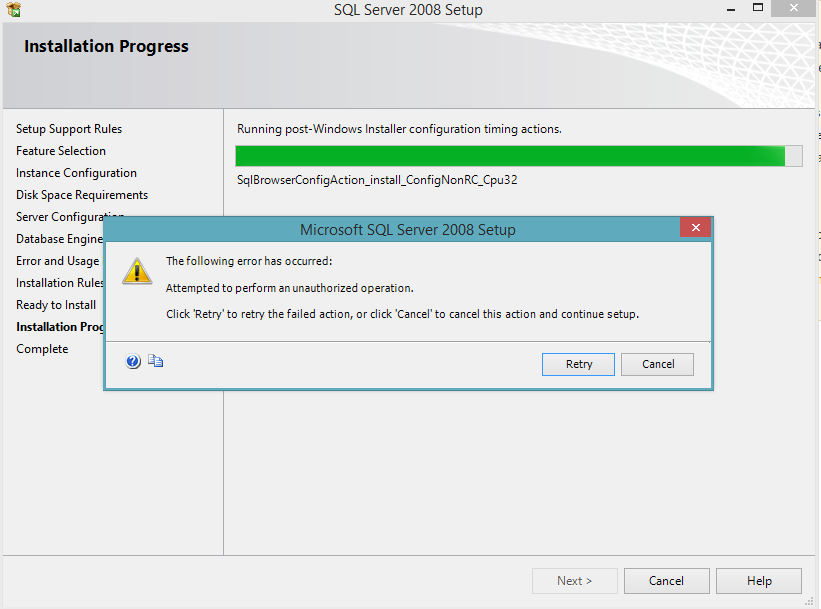 SQL Server 2008 Setup
Installation Progress
Setup Support Rules
Feature Selection
Instance Configuration
Disk Space Requirements
Server Configuration
Database Engine
Error and Usage
Installation Rules
Ready to Install
Installation Prog
Complete
Running post-Windows Installer configuration timing actions.
SqlBrowserConfigAction_install_ConfigNonRC_Cpu32
Microsoft SQL Server 2008 Setup
The following error has occurred:
Attempted to perform an unauthorized operation.
Click 'Retry' to retry the failed action, or click 'Cancel' to cancel this action and continue setup.
Retry
Cancel
Next >
Cancel
Help